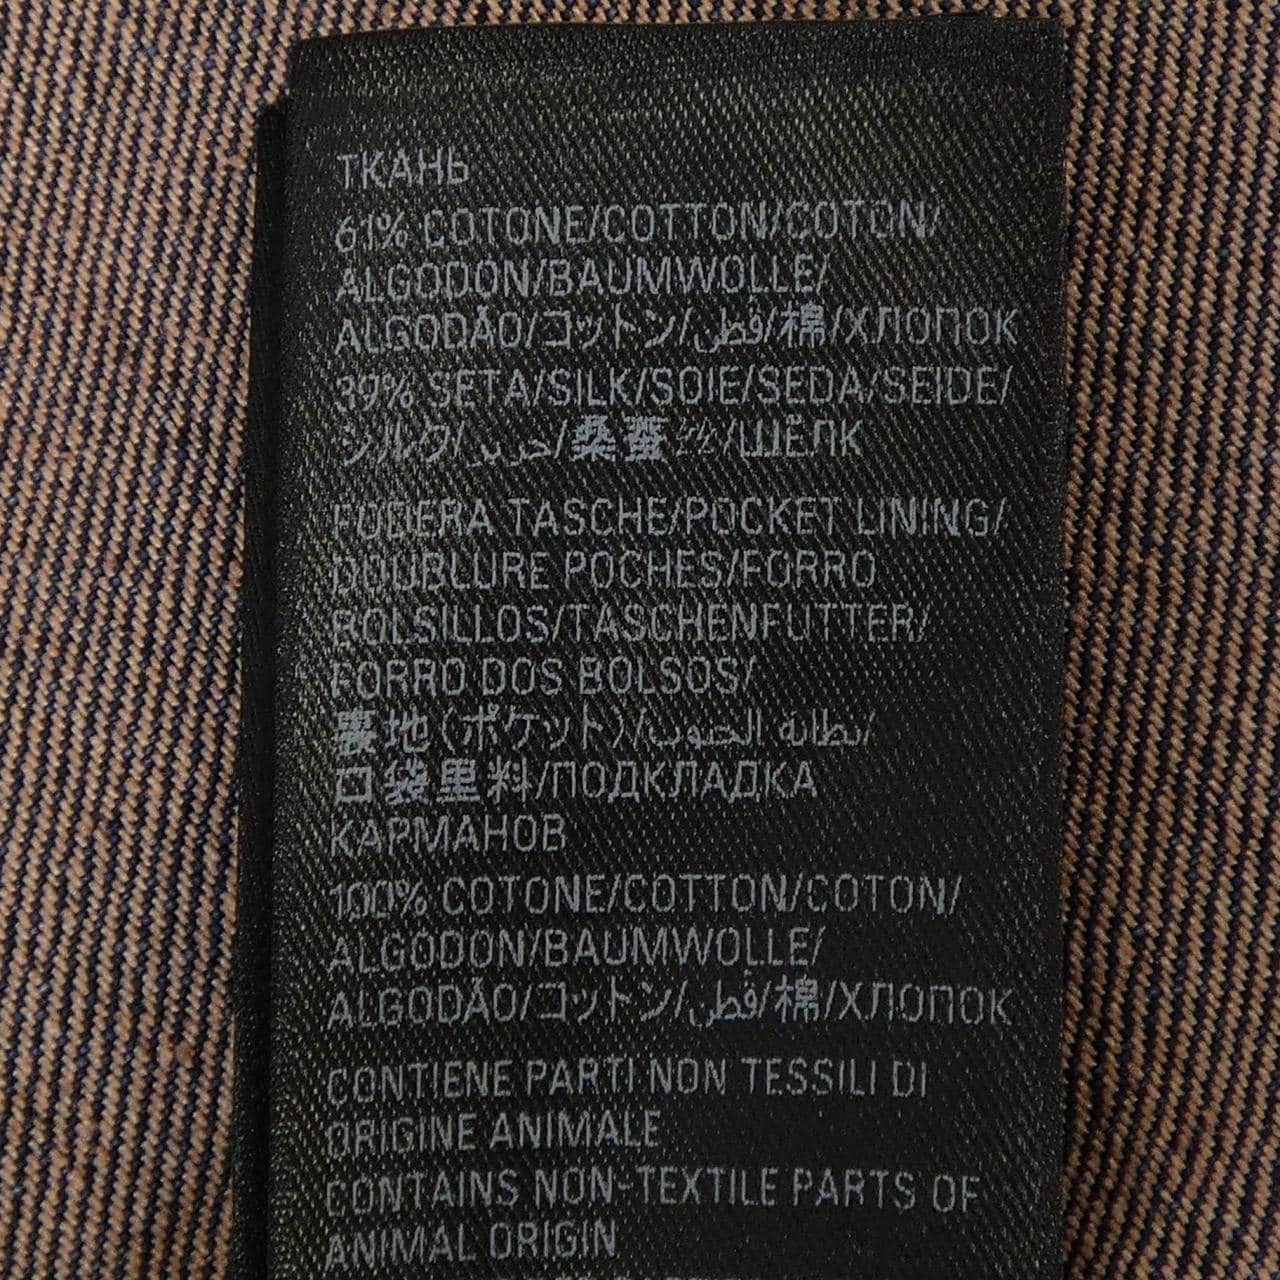 ТКАНЬ
61% COTONE/COTTON/COTON/
ALGODON/BAUMWOLLE/
ALGODÃO/コットン/قطن/棉/ХЛОПОК
39% SETA/SILK/SOIE/SEDA/SEIDE/
シルク/حرير/桑蚕丝/ШЁЛК
FODERA TASCHE/POCKET LINING/
DOUBLURE POCHES/FORRO
BOLSILLOS/TASCHENFUTTER/
FORRO DOS BOLSOS/
裏地(ポケット)/بطانة الجيوب/
口袋里料/ПОДКЛАДКА
КАРМАНОВ
100% COTONE/COTTON/COTON/
ALGODON/BAUMWOLLE/
ALGODÃO/コットン/قطن/棉/ХЛОПОК
CONTIENE PARTI NON TESSILI DI
ORIGINE ANIMALE
CONTAINS NON-TEXTILE PARTS OF
ANIMAL ORIGIN